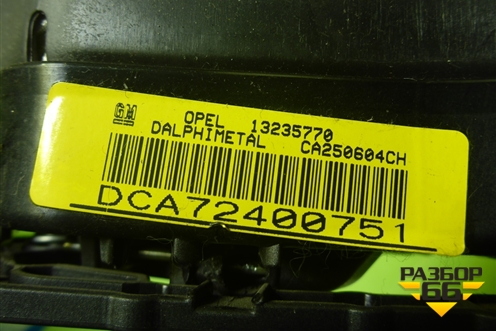 GM
OPEL 13235770
DALPHIMETAL CA250604CH
DCA72400751
РАЗБОР
66